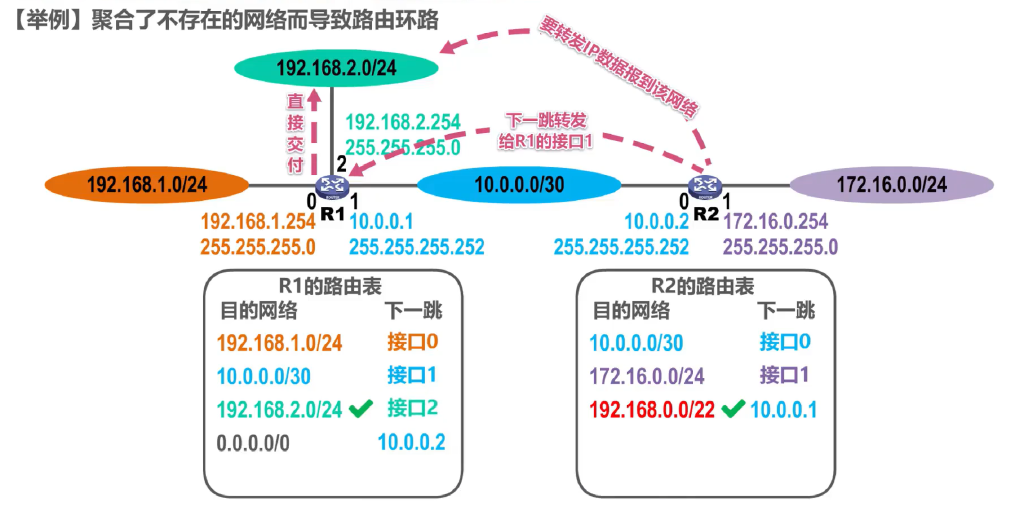 【举例】聚合了不存在的网络而导致路由环路
要转发IP数据报到该网络
192.168.2.0/24
直接交付
192.168.2.254
255.255.255.0
下一跳转发
给R1的接口1
2
192.168.1.0/24
10.0.0.0/30
172.16.0.0/24
0
R1
1
0
R2
1
192.168.1.254
255.255.255.0
10.0.0.1
255.255.255.252
10.0.0.2
255.255.255.252
172.16.0.254
255.255.255.0
R1的路由表
目的网络 下一跳
192.168.1.0/24 接口0
10.0.0.0/30 接口1
192.168.2.0/24 接口2
0.0.0.0/0 10.0.0.2
R2的路由表
目的网络 下一跳
10.0.0.0/30 接口0
172.16.0.0/24 接口1
192.168.0.0/22 10.0.0.1